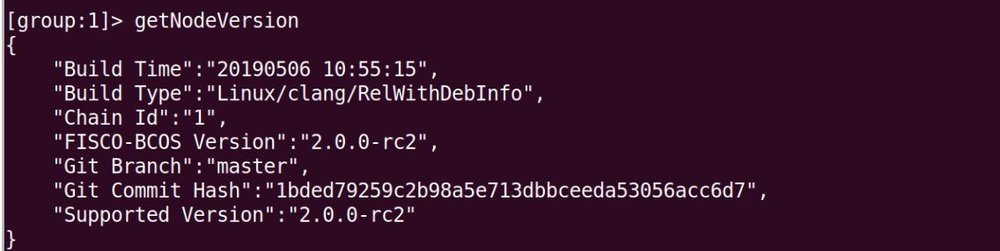 [group:1]> getNodeVersion
{
    "Build Time":"20190506 10:55:15",
    "Build Type":"Linux/clang/RelWithDebInfo",
    "Chain Id":"1",
    "FISCO-BCOS Version":"2.0.0-rc2",
    "Git Branch":"master",
    "Git Commit Hash":"1bded79259c2b98a5e713dbbceeda53056acc6d7",
    "Supported Version":"2.0.0-rc2"
}